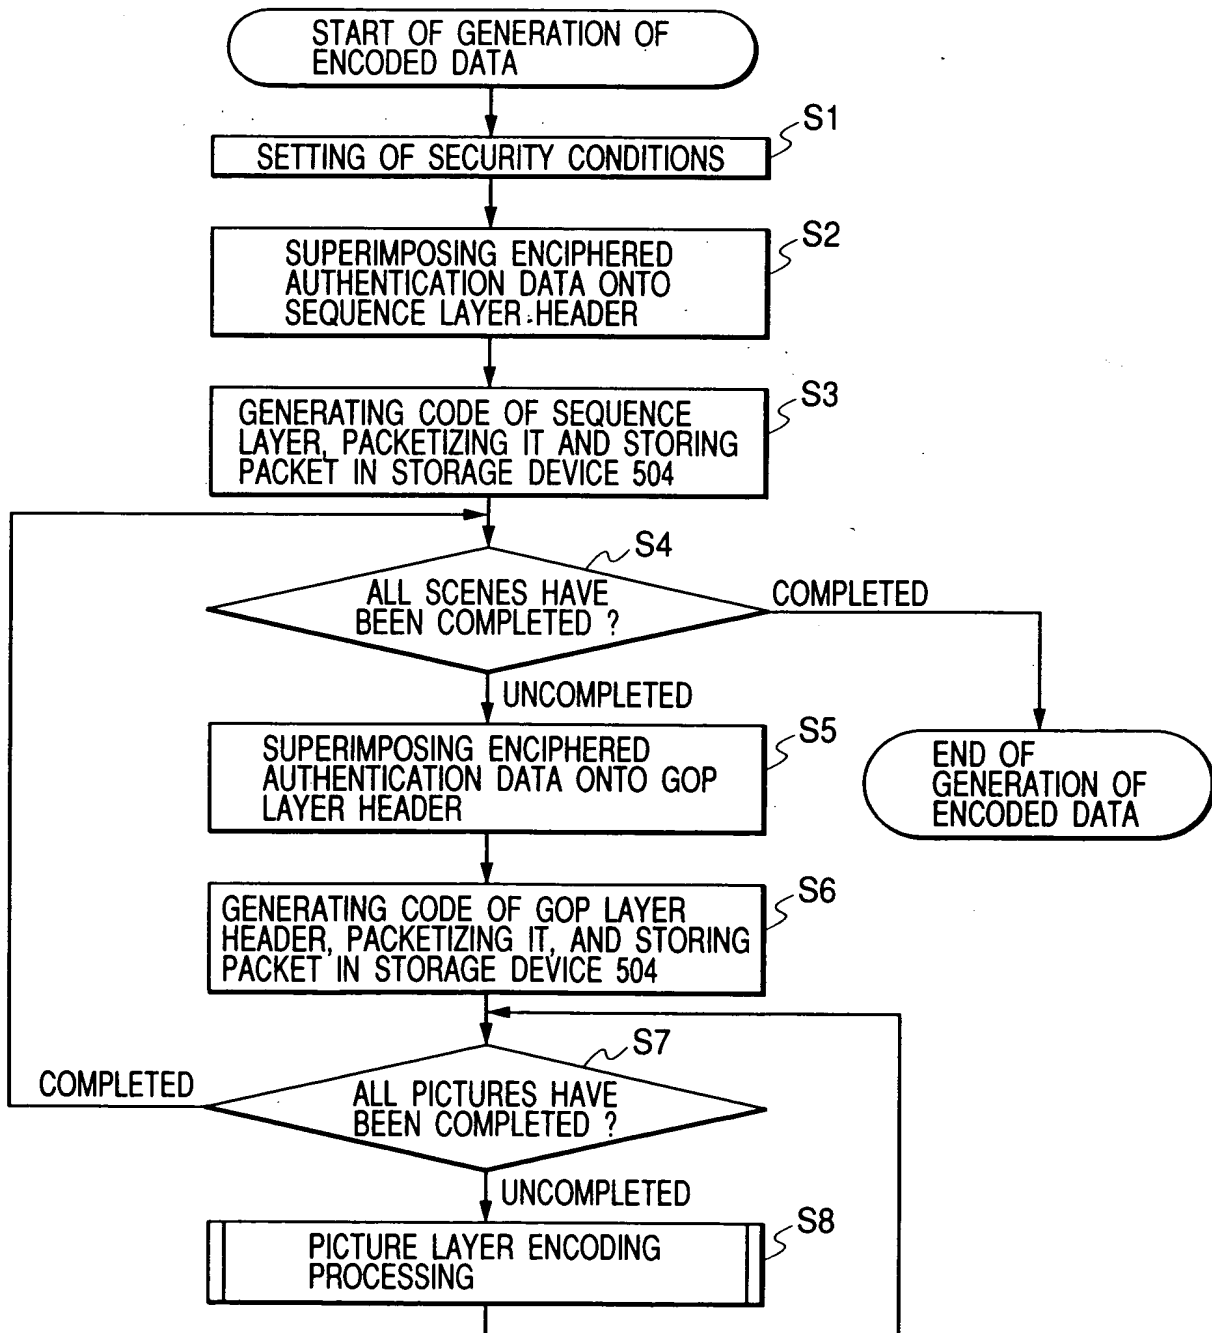 START OF GENERATION OF
ENCODED DATA
S1
SETTING OF SECURITY CONDITIONS
S2
SUPERIMPOSING ENCIPHERED
AUTHENTICATION DATA ONTO
SEQUENCE LAYER HEADER
S3
GENERATING CODE OF SEQUENCE
LAYER, PACKETIZING IT AND STORING
PACKET IN STORAGE DEVICE 504
S4
ALL SCENES HAVE
BEEN COMPLETED ?
COMPLETED
UNCOMPLETED
S5
SUPERIMPOSING ENCIPHERED
AUTHENTICATION DATA ONTO GOP
LAYER HEADER
END OF
GENERATION OF
ENCODED DATA
S6
GENERATING CODE OF GOP LAYER
HEADER, PACKETIZING IT, AND STORING
PACKET IN STORAGE DEVICE 504
S7
COMPLETED
ALL PICTURES HAVE
BEEN COMPLETED ?
UNCOMPLETED
S8
PICTURE LAYER ENCODING
PROCESSING